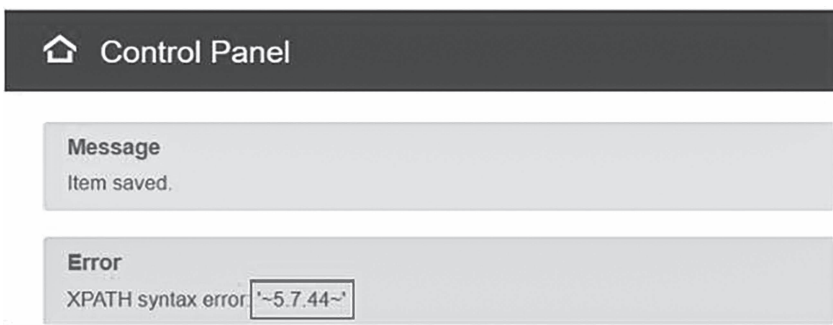 Control Panel
Message
Item saved.
Error
XPATH syntax error: '~5.7.44~'